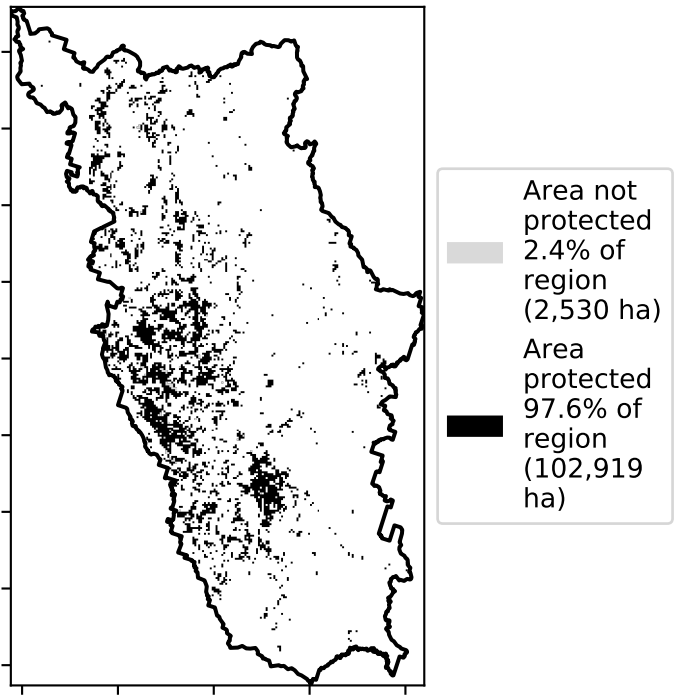 Area not
protected
2.4% of
region
(2,530 ha)
Area
protected
97.6% of
region
(102,919
ha)